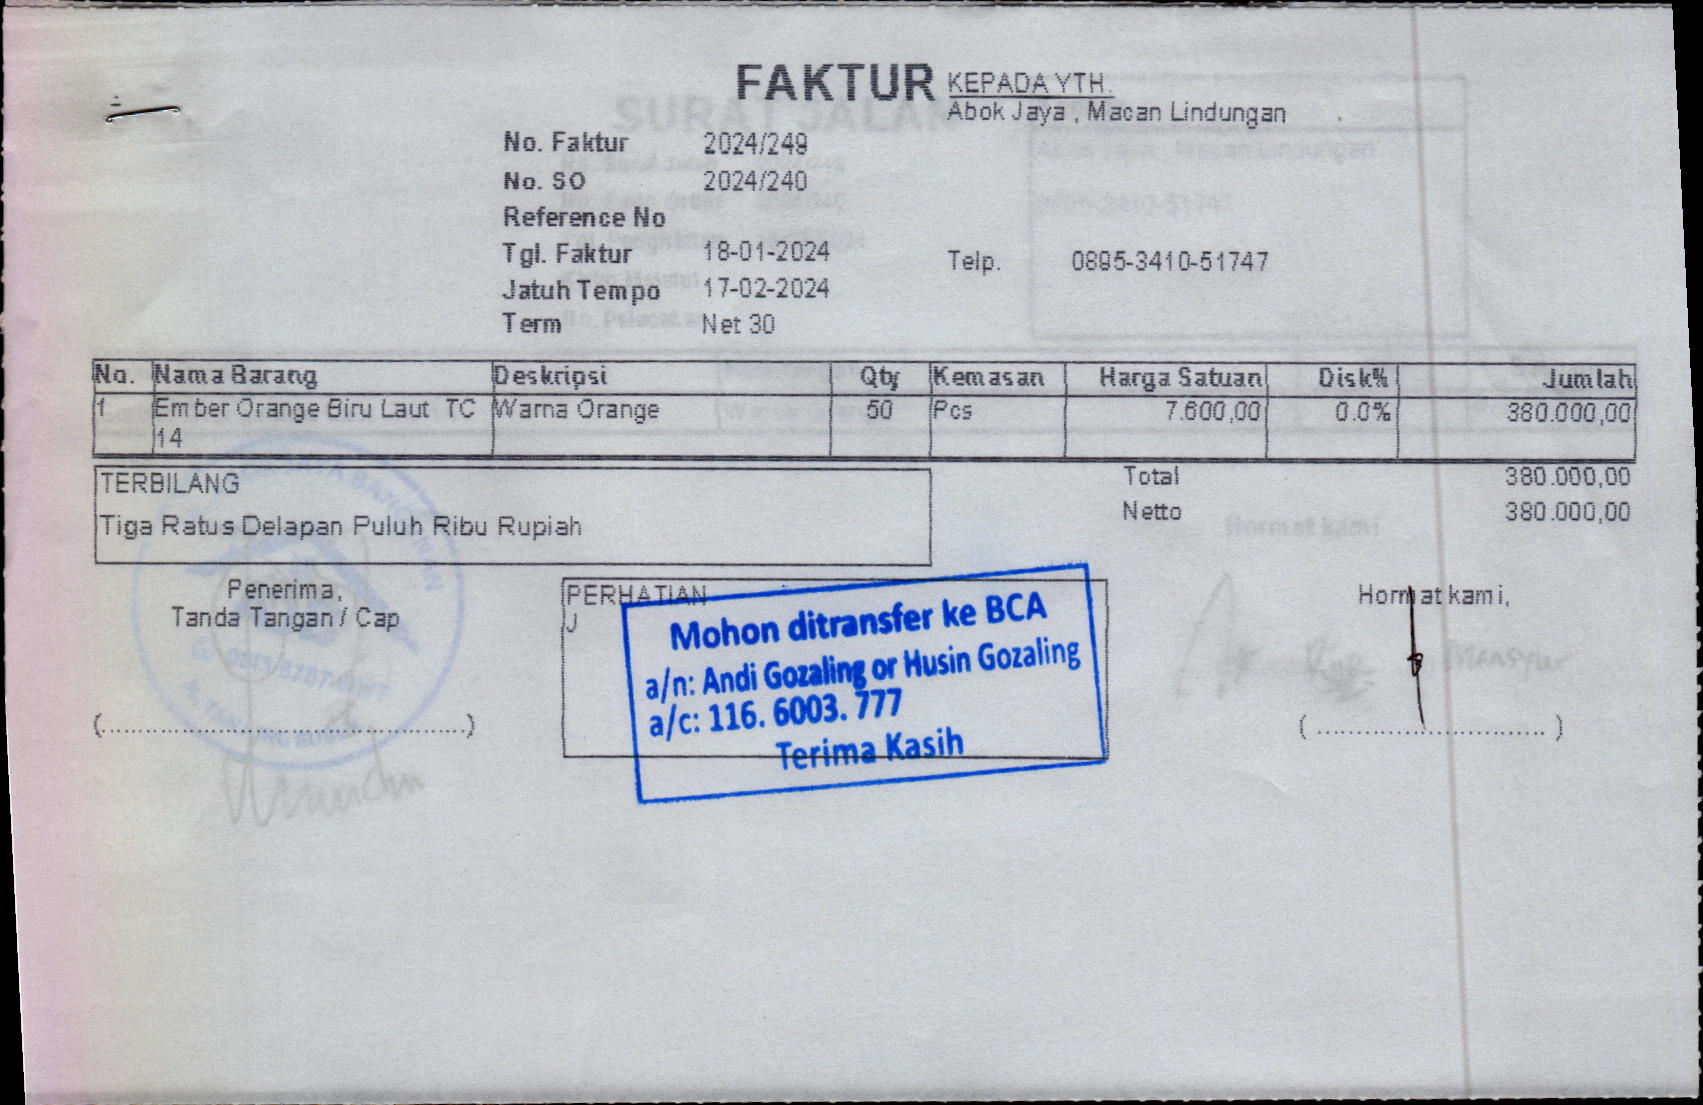 FAKTUR
KEPADA YTH.
Abok Jaya , Macan Lindungan
No. Faktur 2024/249
No. SO 2024/240
Reference No
Tgl. Faktur 18-01-2024
Telp. 0895-3410-51747
Jatuh Tempo 17-02-2024
Term Net 30
No. Nama Barang Deskripsi Qty Kemasan Harga Satuan Disk% Jumlah
1 Ember Orange Biru Laut TC Warna Orange 50 Pcs 7.600,00 0.0% 380.000,00
14
TERBILANG
Tiga Ratus Delapan Puluh Ribu Rupiah
Total 380.000,00
Netto 380.000,00
Penerima,
Tanda Tangan / Cap
(...........................................................)
PERHATIAN
J
Mohon ditransfer ke BCA
a/n: Andi Gozaling or Husin Gozaling
a/c: 116. 6003. 777
Terima Kasih
Hormat kami,
( ..................................... )
SURAT JALAN
Hormat kami
Mansyur